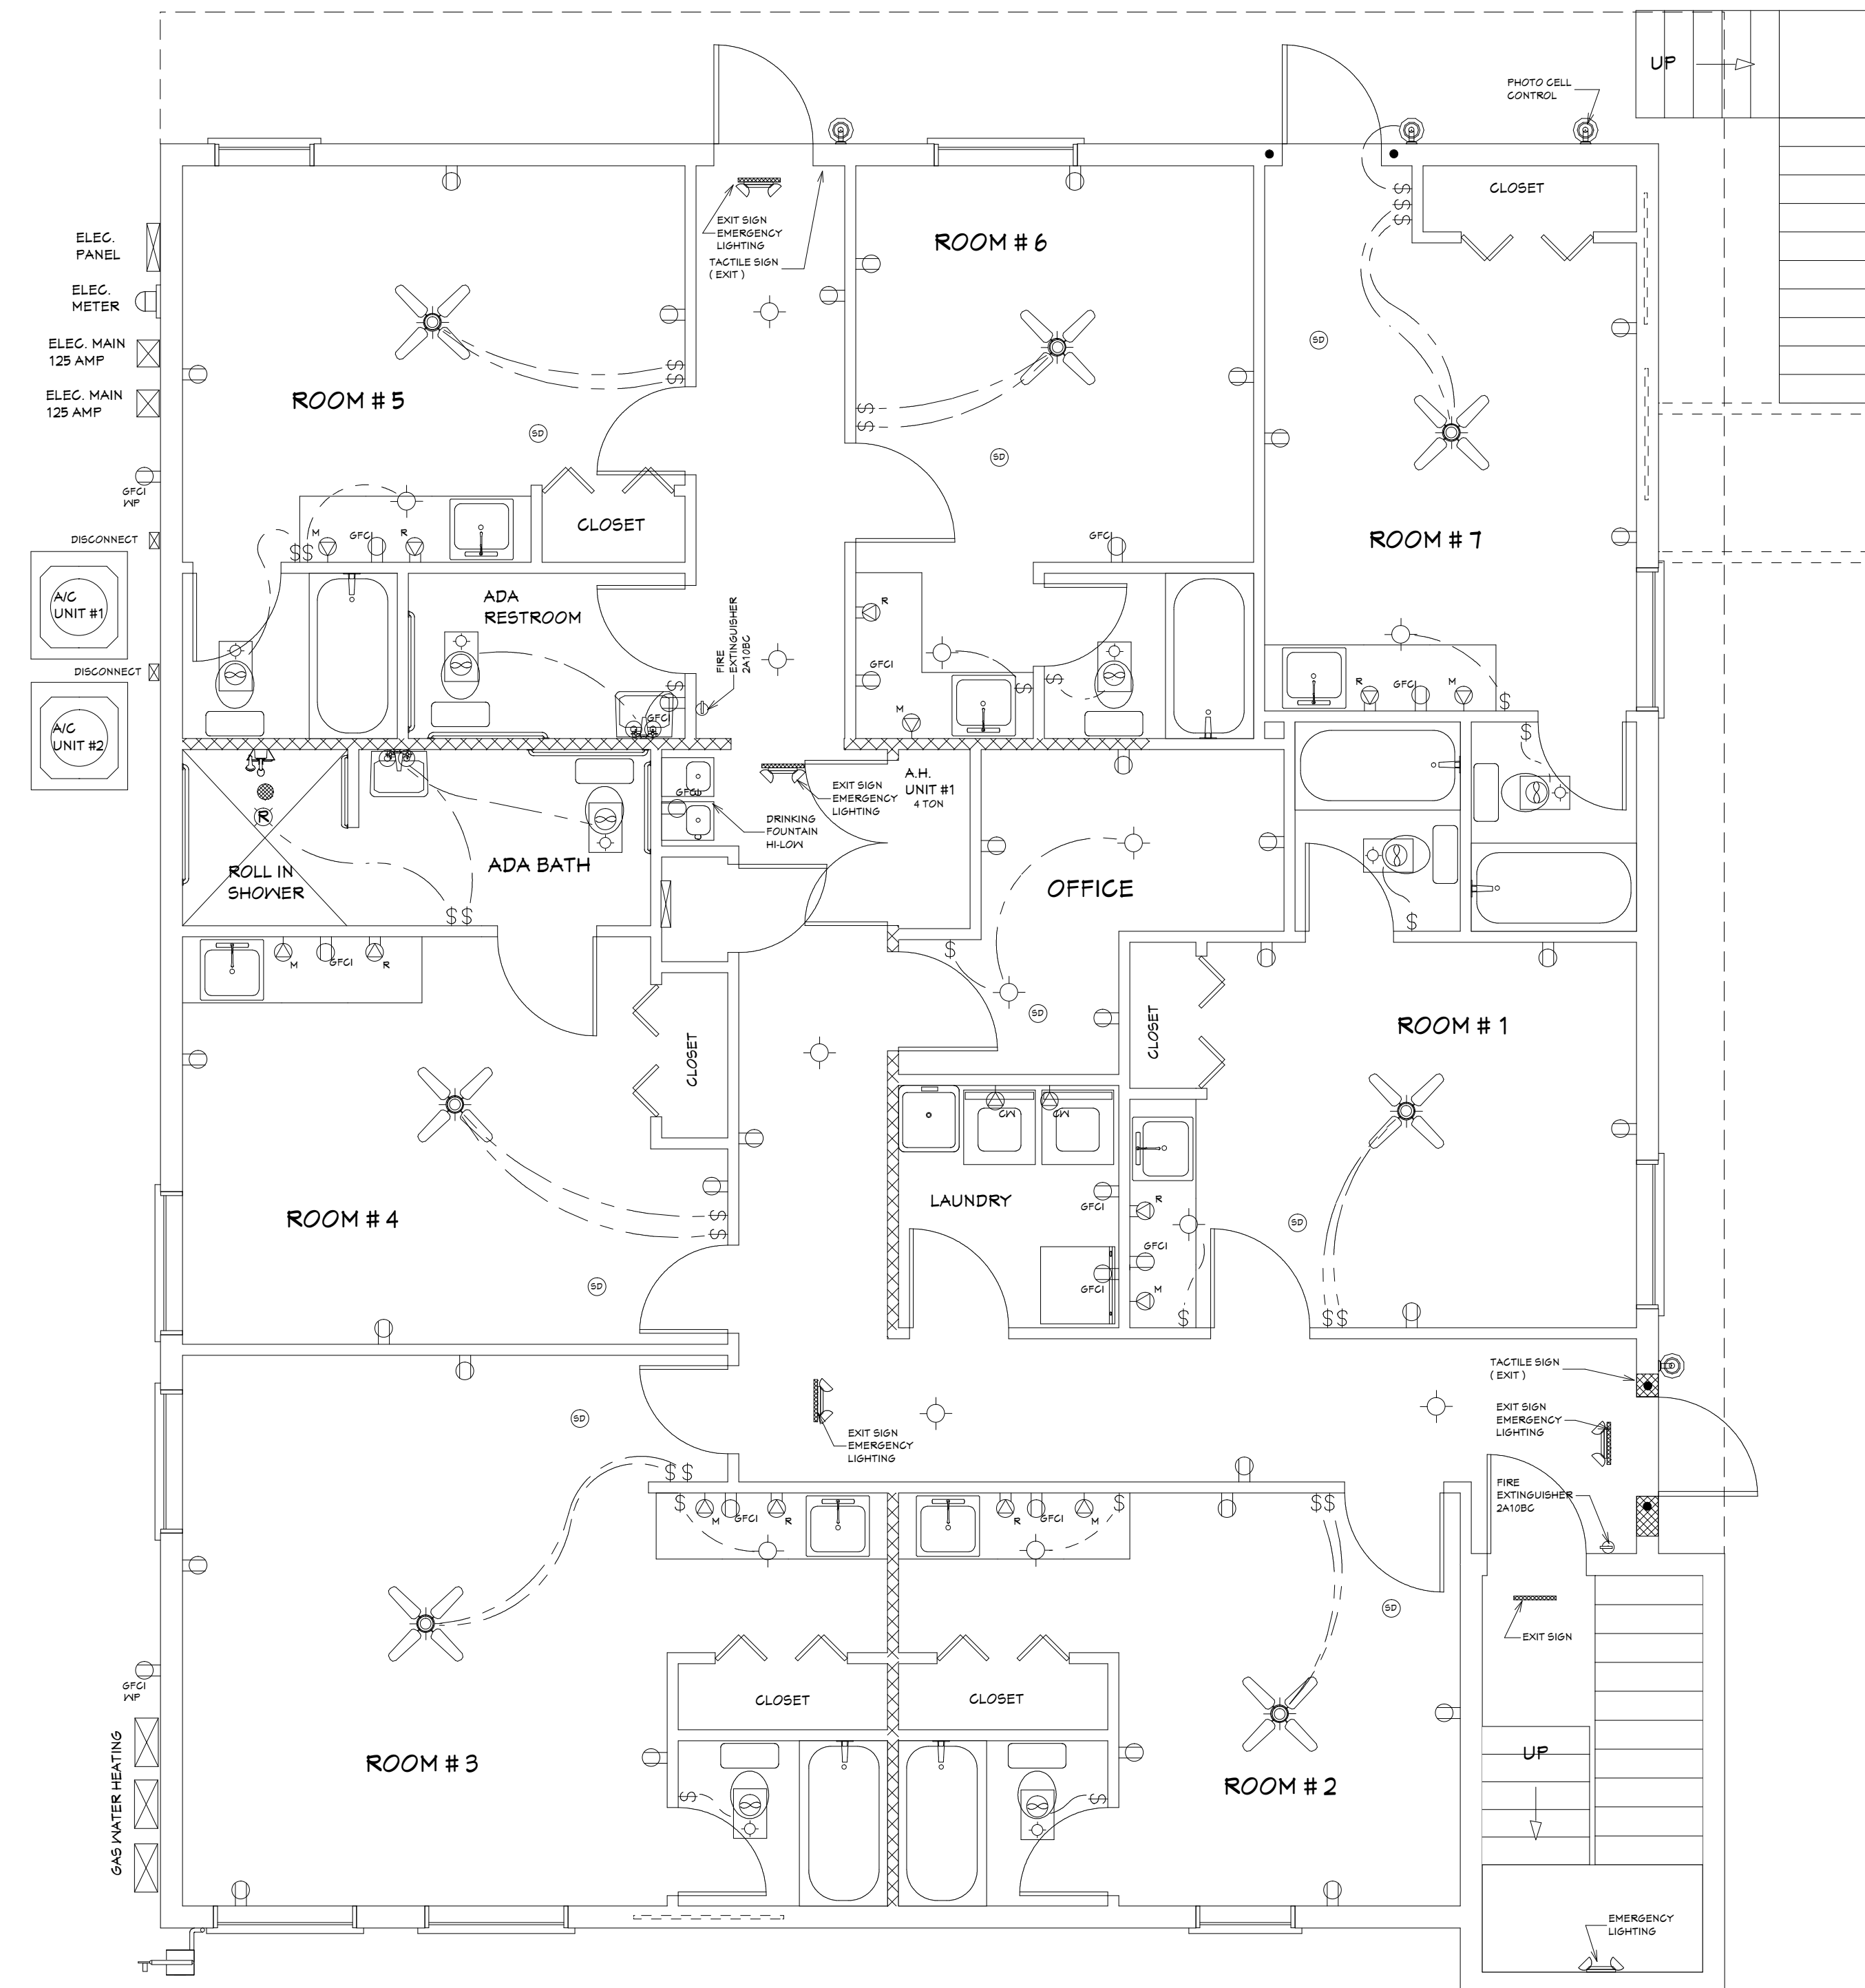 UP
PHOTO CELL
CONTROL
CLOSET
ELEC.
PANEL
EXIT SIGN
EMERGENCY
LIGHTING
TACTILE SIGN
( EXIT )
ROOM # 6
ELEC.
METER
ELEC. MAIN
125 AMP
SD
ELEC. MAIN
125 AMP
ROOM # 5
SD
SD
GFCI
WP
CLOSET
ROOM # 7
M
GFCI
R
GFCI
DISCONNECT
A/C
UNIT #1
ADA
RESTROOM
FIRE
EXTINGUISHER
2A10BC
R
GFCI
M
DISCONNECT
R
GFCI
M
A/C
UNIT #2
GFCI
A.H.
UNIT #1
4 TON
EXIT SIGN
EMERGENCY
LIGHTING
GFCI
DRINKING
FOUNTAIN
HI-LOW
R
ROLL IN
SHOWER
ADA BATH
OFFICE
M
GFCI
R
SD
CLOSET
CLOSET
ROOM # 1
CW
CW
LAUNDRY
GFCI
R
SD
ROOM # 4
GFCI
GFCI
M
SD
TACTILE SIGN
( EXIT )
SD
EXIT SIGN
EMERGENCY
LIGHTING
EXIT SIGN
EMERGENCY
LIGHTING
FIRE
EXTINGUISHER
2A10BC
M
GFCI
R
R
GFCI
M
SD
EXIT SIGN
GFCI
WP
CLOSET
CLOSET
GAS WATER HEATING
ROOM # 3
ROOM # 2
UP
EMERGENCY
LIGHTING